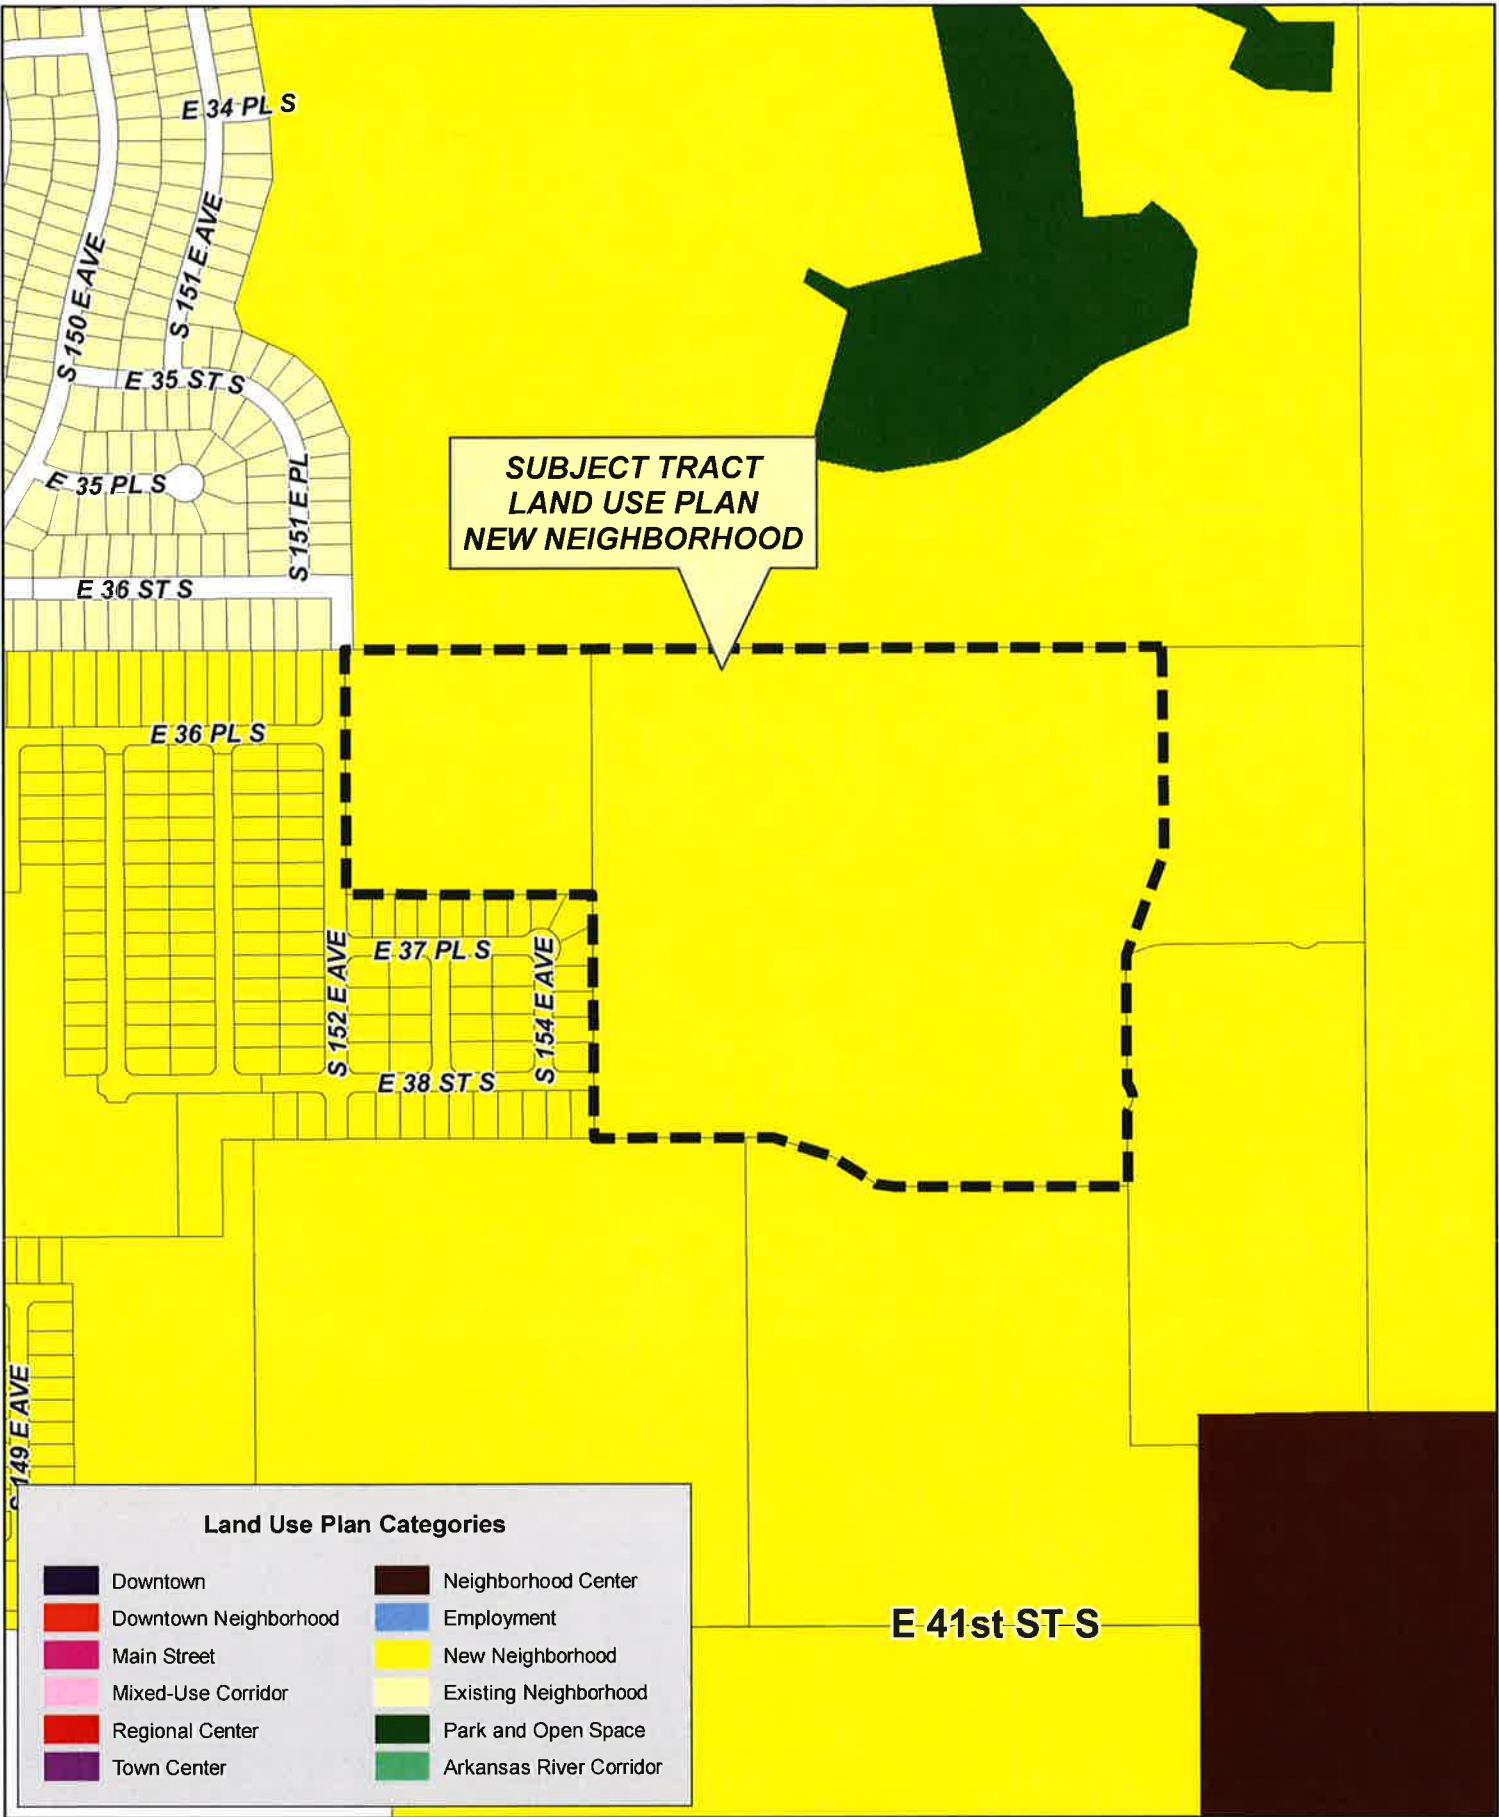 E 34 PL S
S 150 E AVE
S 151 E AVE
E 35 ST S
E 35 PL S
S 151 E PL
E 36 ST S
SUBJECT TRACT
LAND USE PLAN
NEW NEIGHBORHOOD
E 36 PL S
S 152 E AVE
E 37 PL S
S 154 E AVE
E 38 ST S
S 149 E AVE
E 41st ST S
Land Use Plan Categories
Downtown
Downtown Neighborhood
Main Street
Mixed-Use Corridor
Regional Center
Town Center
Neighborhood Center
Employment
New Neighborhood
Existing Neighborhood
Park and Open Space
Arkansas River Corridor